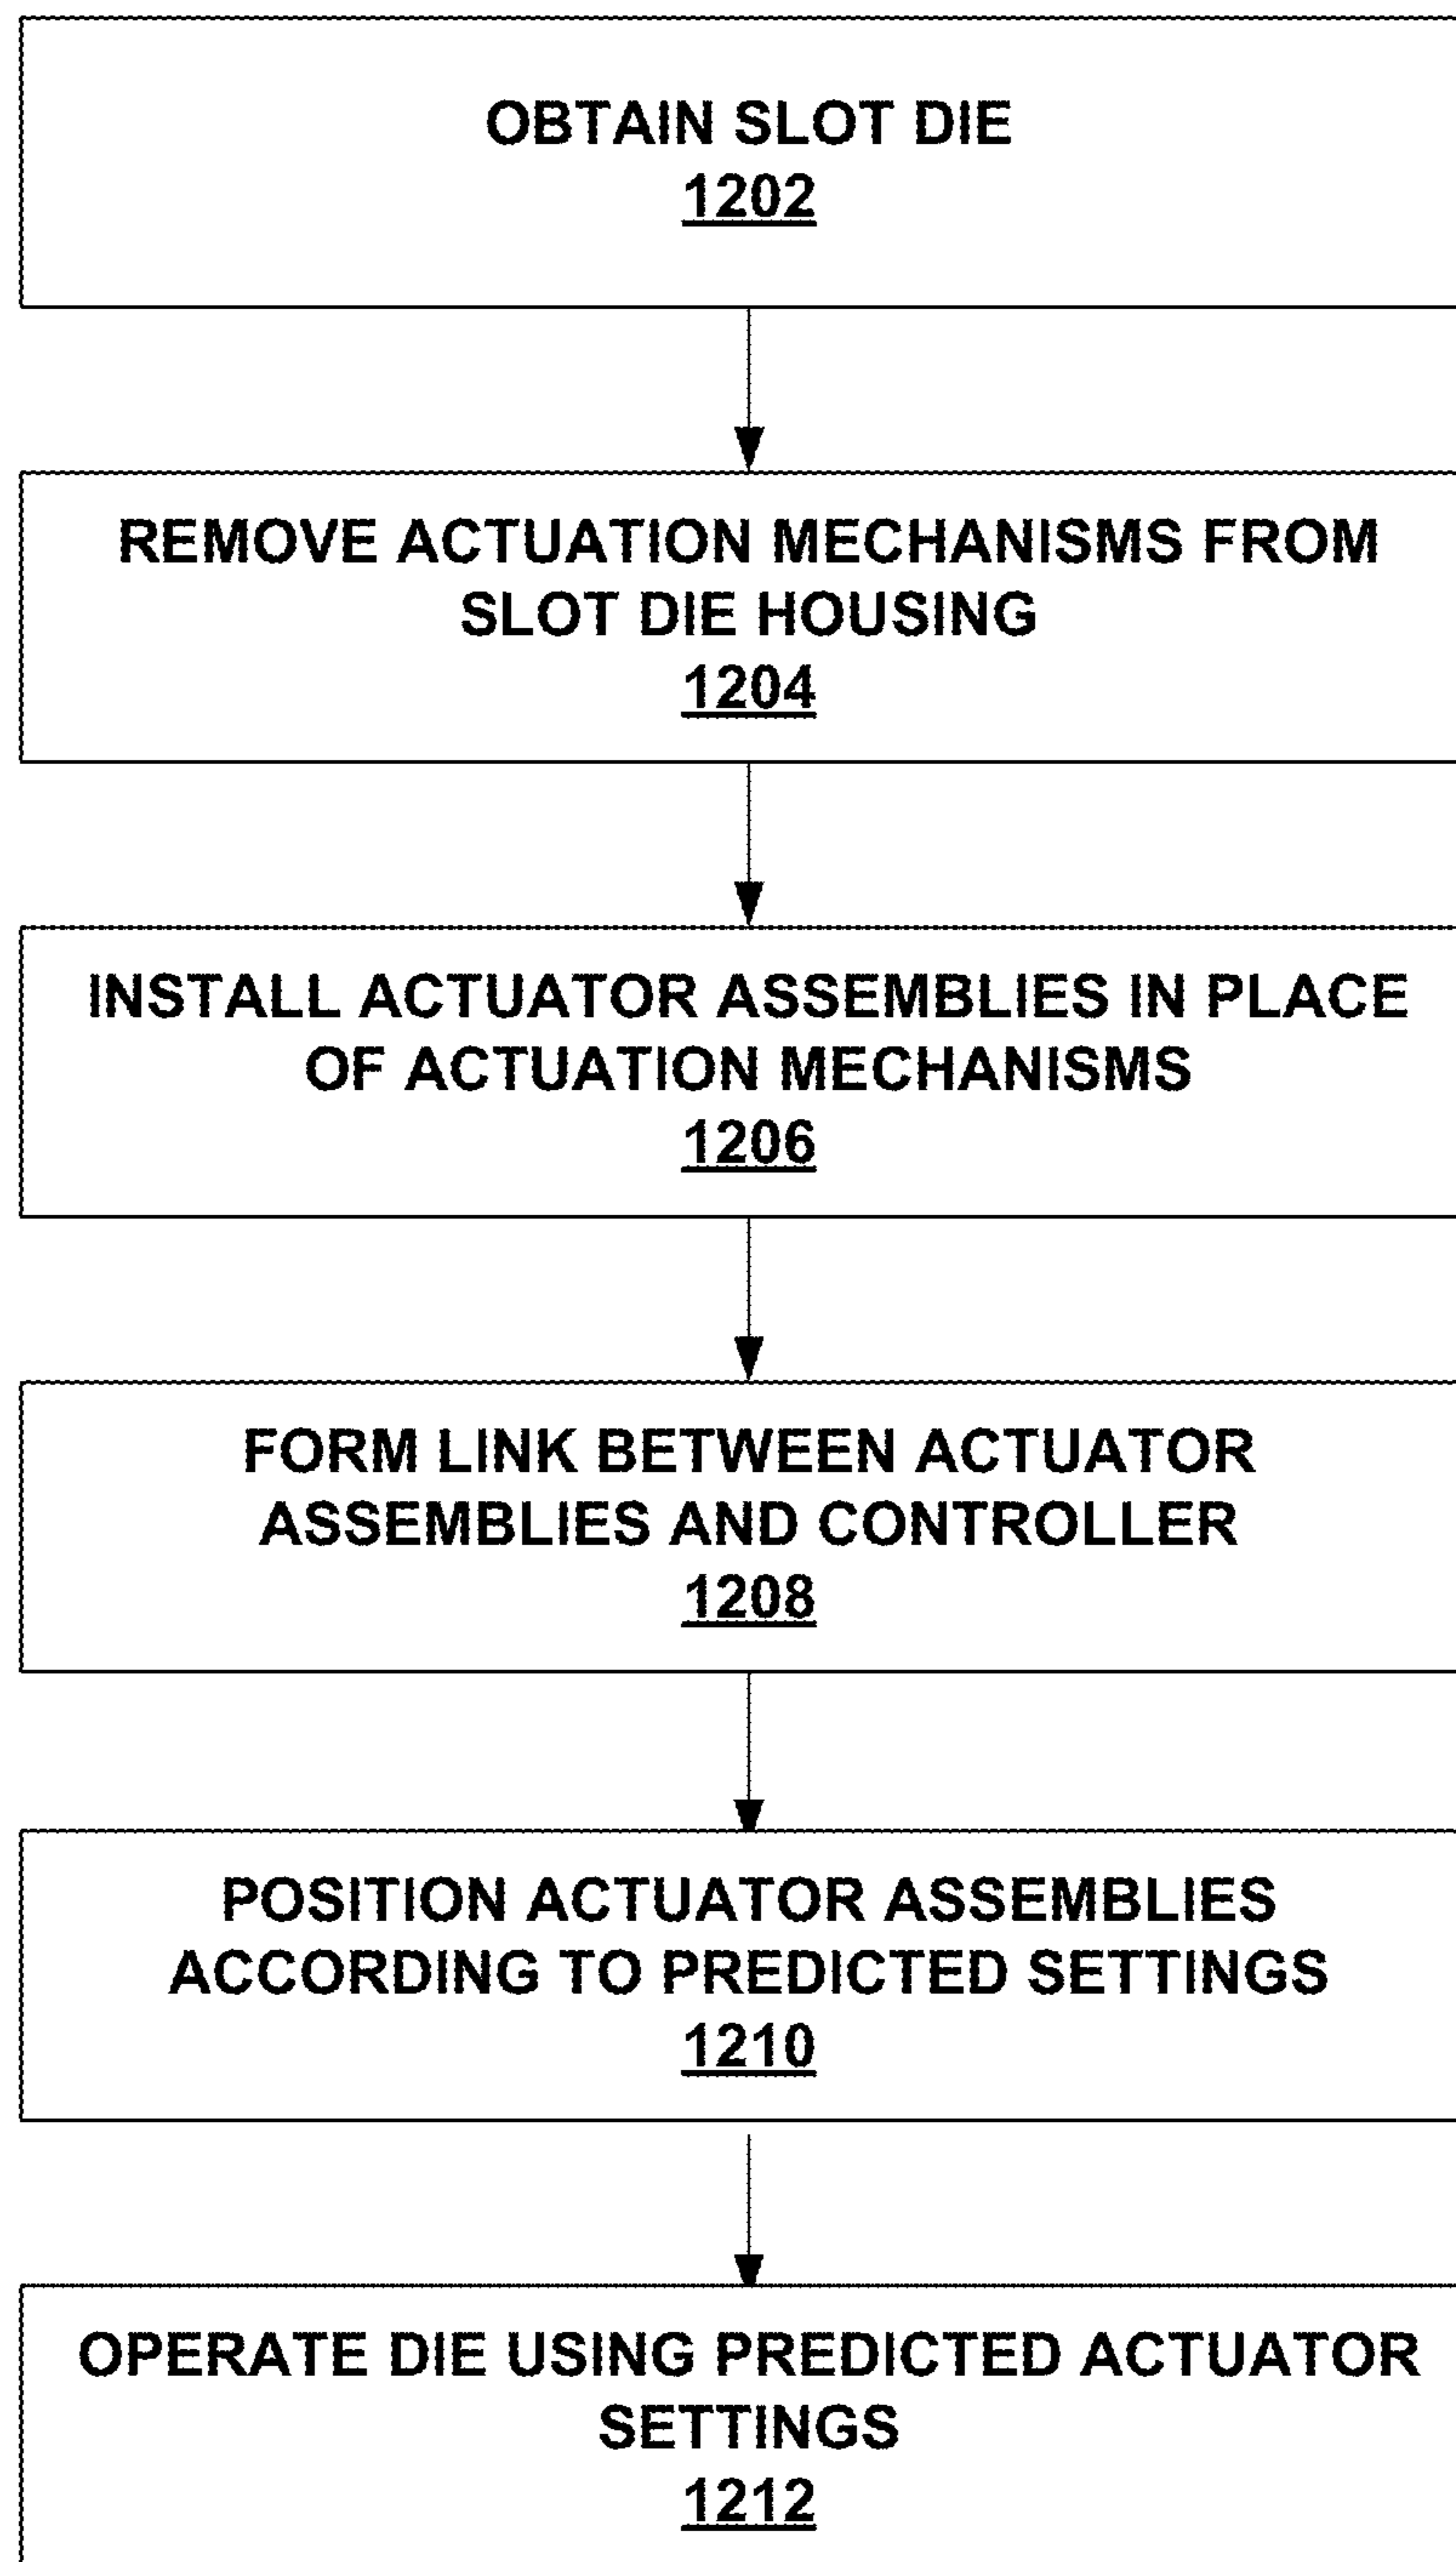 OBTAIN SLOT DIE
1202
REMOVE ACTUATION MECHANISMS FROM
SLOT DIE HOUSING
1204
INSTALL ACTUATOR ASSEMBLIES IN PLACE
OF ACTUATION MECHANISMS
1206
FORM LINK BETWEEN ACTUATOR
ASSEMBLIES AND CONTROLLER
1208
POSITION ACTUATOR ASSEMBLIES
ACCORDING TO PREDICTED SETTINGS
1210
OPERATE DIE USING PREDICTED ACTUATOR
SETTINGS
1212